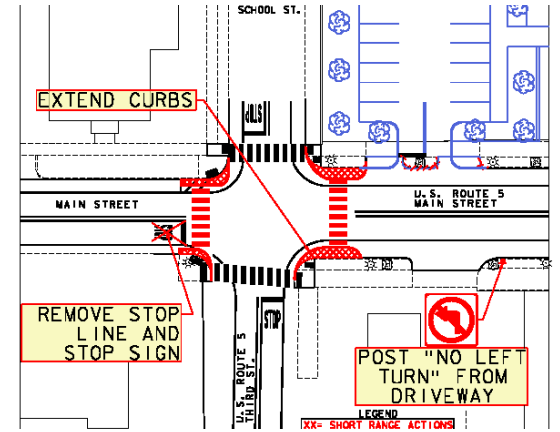 SCHOOL ST.
EXTEND CURBS
STOP
MAIN STREET
U.S. ROUTE 5
MAIN STREET
REMOVE STOP
LINE AND
STOP SIGN
STOP
U.S. ROUTE 5
THIRD ST.
POST "NO LEFT
TURN" FROM
DRIVEWAY
LEGEND
XX= SHORT RANGE ACTIONS